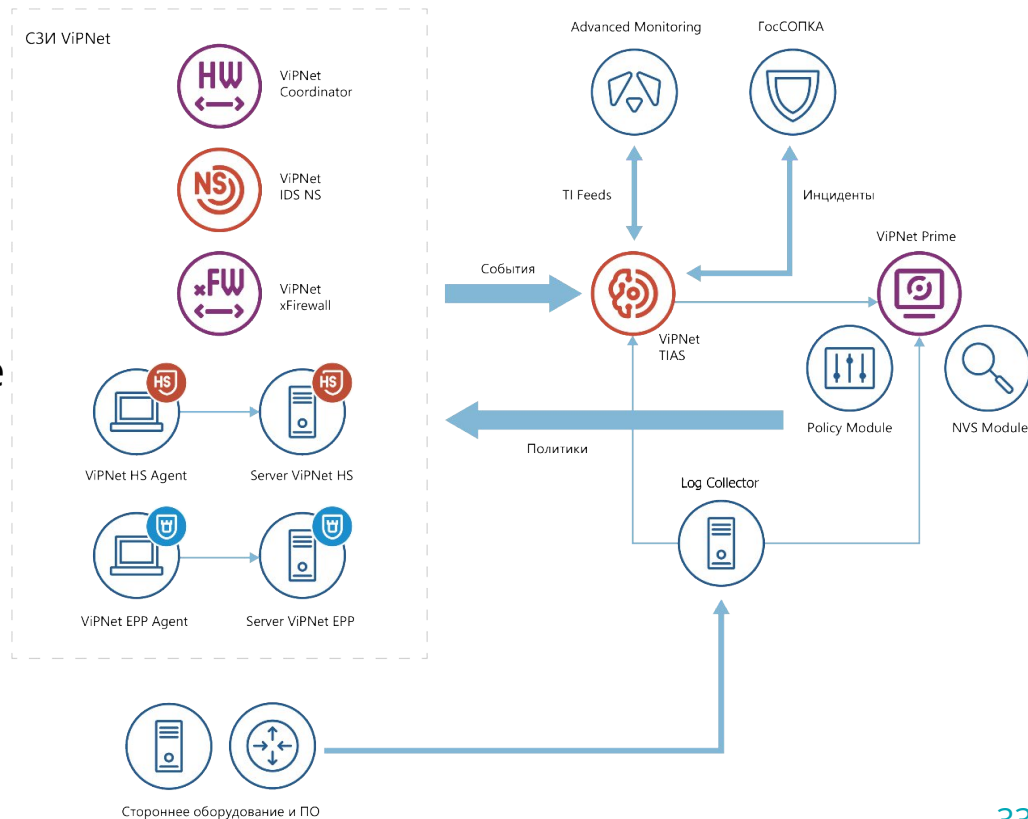 СЗИ ViPNet
HW
ViPNet
Coordinator
NS
ViPNet
IDS NS
xFW
ViPNet
xFirewall
HS
HS
ViPNet HS Agent
Server ViPNet HS
ViPNet EPP Agent
Server ViPNet EPP
Стороннее оборудование и ПО
Advanced Monitoring
ГосСОПКА
TI Feeds
Инциденты
События
ViPNet
TIAS
ViPNet Prime
Policy Module
NVS Module
Политики
Log Collector